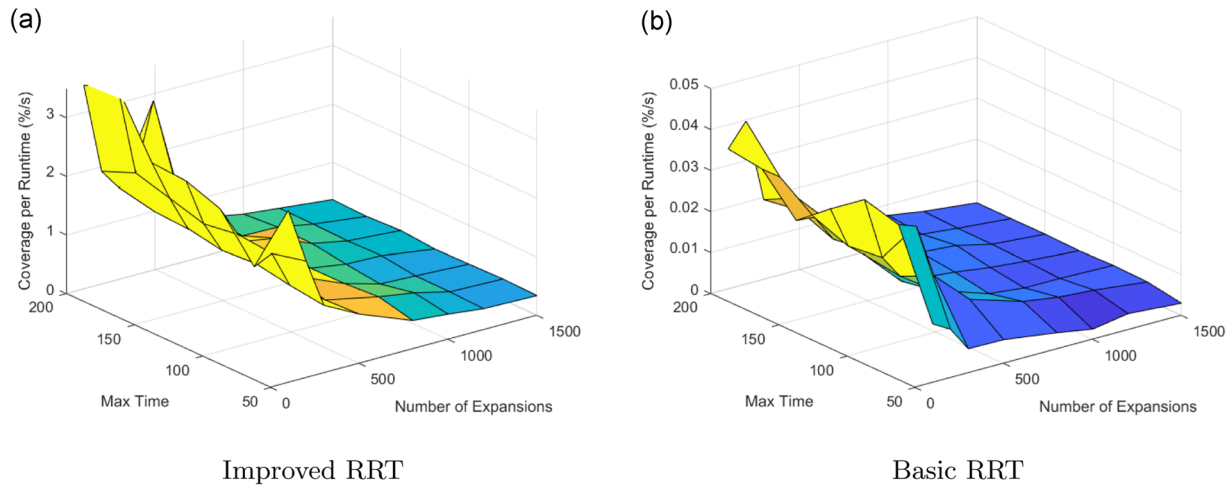 (a)
Coverage per Runtime (%/s)
3
2
1
0
200
150
100
50
Max Time
0
500
1000
1500
Number of Expansions
Improved RRT
(b)
Coverage per Runtime (%/s)
0.05
0.04
0.03
0.02
0.01
0
200
150
100
50
Max Time
0
500
1000
1500
Number of Expansions
Basic RRT